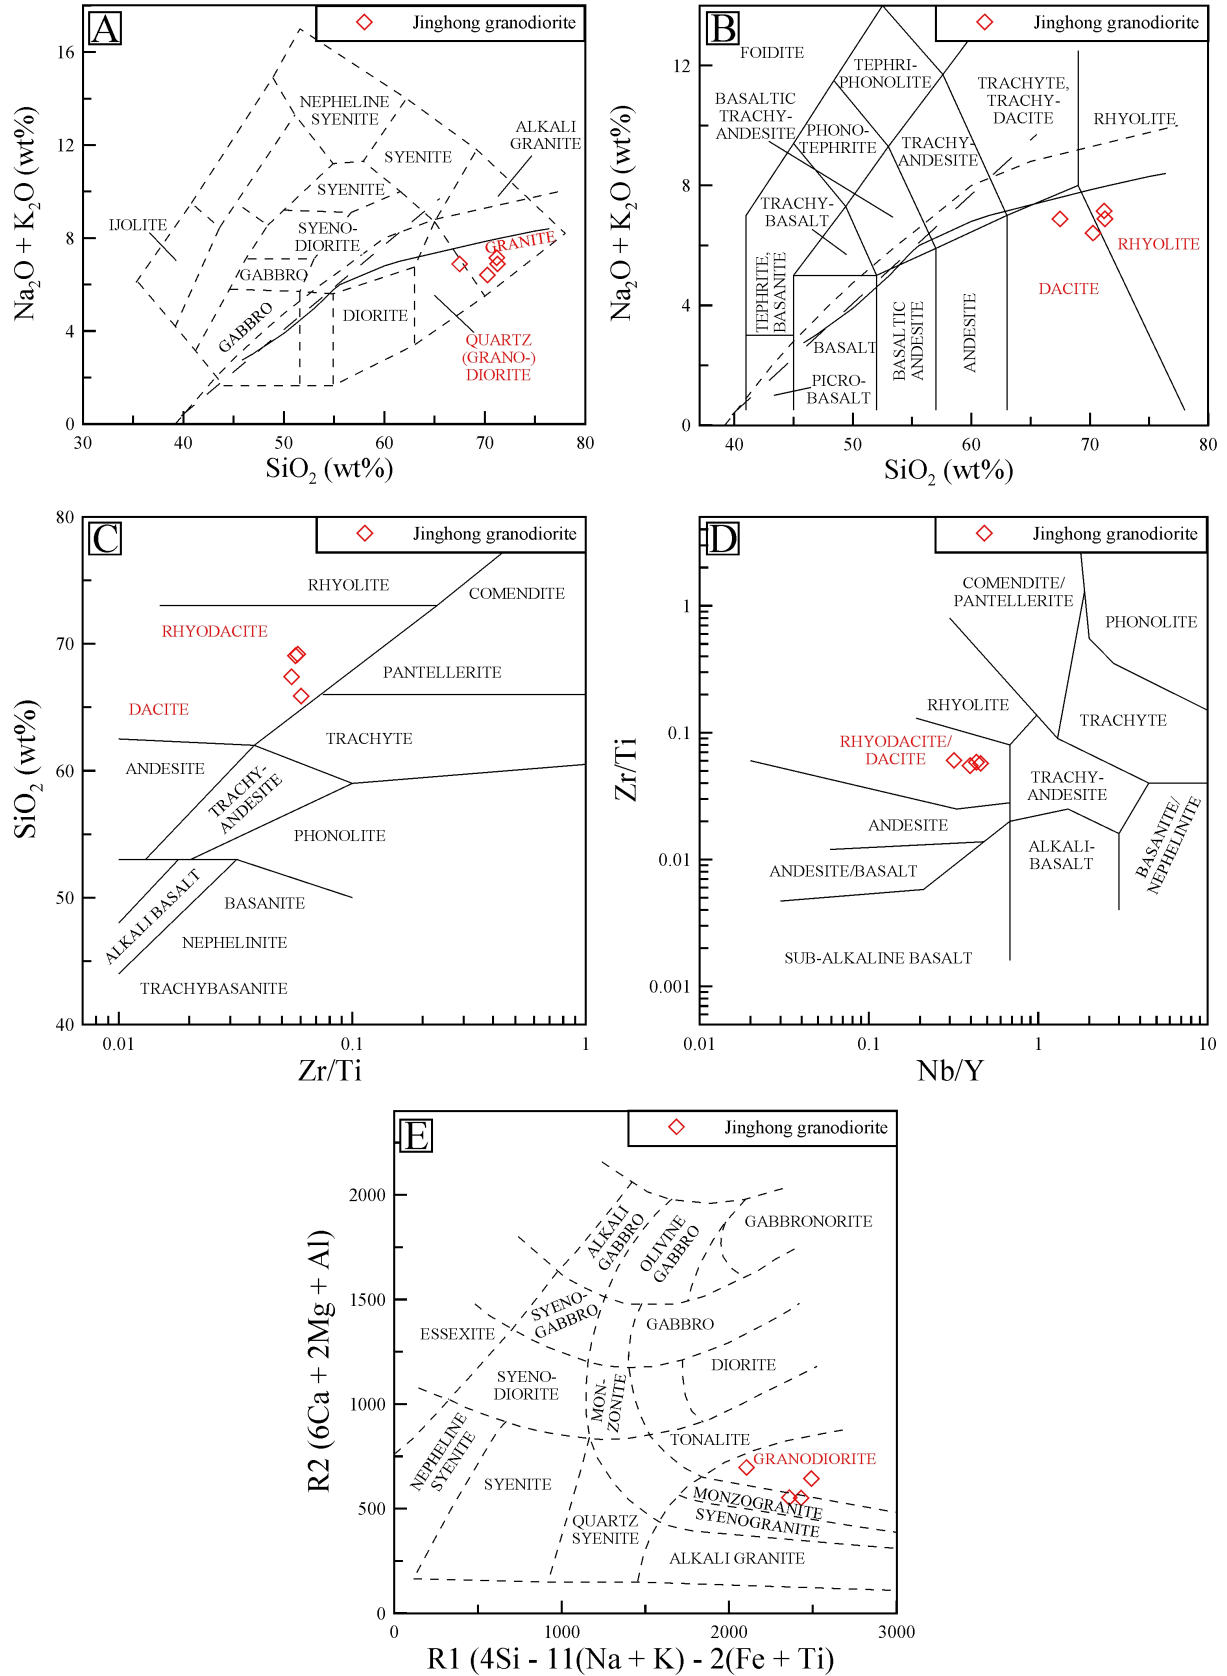 A
Jinghong granodiorite
Na2O + K2O (wt%)
16
12
8
4
0
30
40
50
60
70
80
SiO2 (wt%)
NEPHELINE
SYENITE
ALKALI
GRANITE
SYENITE
SYENITE
IJOLITE
SYENO-
DIORITE
GRANITE
GABBRO
GABBRO
DIORITE
QUARTZ
(GRANO-)
DIORITE
B
Jinghong granodiorite
Na2O + K2O (wt%)
12
8
4
0
40
50
60
70
80
SiO2 (wt%)
FOIDITE
TEPHRI-
PHONOLITE
TRACHYTE,
TRACHY-
DACITE
BASALTIC
TRACHY-
ANDESITE
RHYOLITE
PHONO-
TEPHRITE
TRACHY-
ANDESITE
TRACHY-
BASALT
RHYOLITE
TEPHRITE,
BASANITE
DACITE
BASALT
BASALTIC
ANDESITE
ANDESITE
PICRO-
BASALT
C
Jinghong granodiorite
SiO2 (wt%)
80
70
60
50
40
0.01
0.1
1
Zr/Ti
RHYOLITE
COMENDITE
RHYODACITE
PANTELLERITE
DACITE
TRACHYTE
ANDESITE
TRACHY-
ANDESITE
PHONOLITE
ALKALI BASALT
BASANITE
NEPHELINITE
TRACHYBASANITE
D
Jinghong granodiorite
Zr/Ti
1
0.1
0.01
0.001
0.01
0.1
1
10
Nb/Y
COMENDITE/
PANTELLERITE
PHONOLITE
RHYOLITE
TRACHYTE
RHYODACITE/
DACITE
TRACHY-
ANDESITE
ANDESITE
ALKALI-
BASALT
BASANITE/
NEPHELINITE
ANDESITE/BASALT
SUB-ALKALINE BASALT
E
Jinghong granodiorite
R2 (6Ca + 2Mg + Al)
2000
1500
1000
500
0
0
1000
2000
3000
R1 (4Si - 11(Na + K) - 2(Fe + Ti)
ALKALI
GABBRO
OLIVINE
GABBRO
GABBRONORITE
SYENO-
GABBRO
ESSEXITE
GABBRO
SYENO-
DIORITE
MON-
ZONITE
DIORITE
NEPHELINE
SYENITE
TONALITE
GRANODIORITE
SYENITE
MONZOGRANITE
SYENOGRANITE
QUARTZ
SYENITE
ALKALI GRANITE